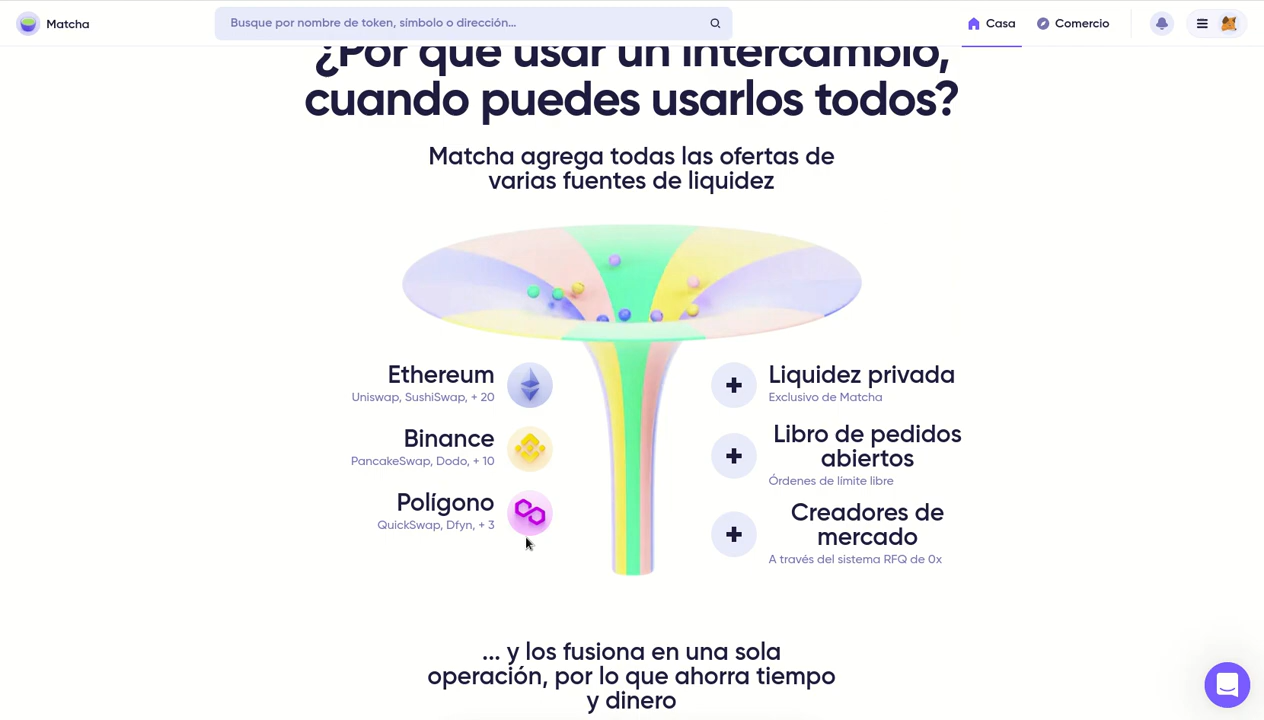 Matcha
Busque por nombre de token, símbolo o dirección...
Casa
Comercio
¿Por qué usar un intercambio,
cuando puedes usarlos todos?
Matcha agrega todas las ofertas de
varias fuentes de liquidez
Ethereum
Uniswap, SushiSwap, + 20
Binance
PancakeSwap, Dodo, + 10
Polígono
QuickSwap, Dfyn, + 3
Liquidez privada
Exclusivo de Matcha
Libro de pedidos
abiertos
Órdenes de límite libre
Creadores de
mercado
A través del sistema RFQ de 0x
... y los fusiona en una sola
operación, por lo que ahorra tiempo
y dinero